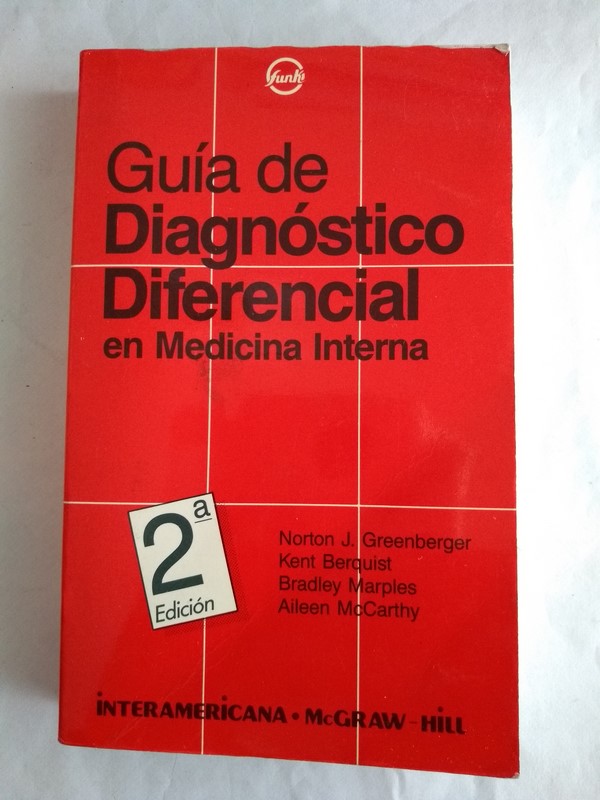 funk
Guía de
Diagnóstico
Diferencial
en Medicina Interna
2ª
Edición
Norton J. Greenberger
Kent Berquist
Bradley Marples
Aileen McCarthy
INTERAMERICANA • McGRAW-HILL